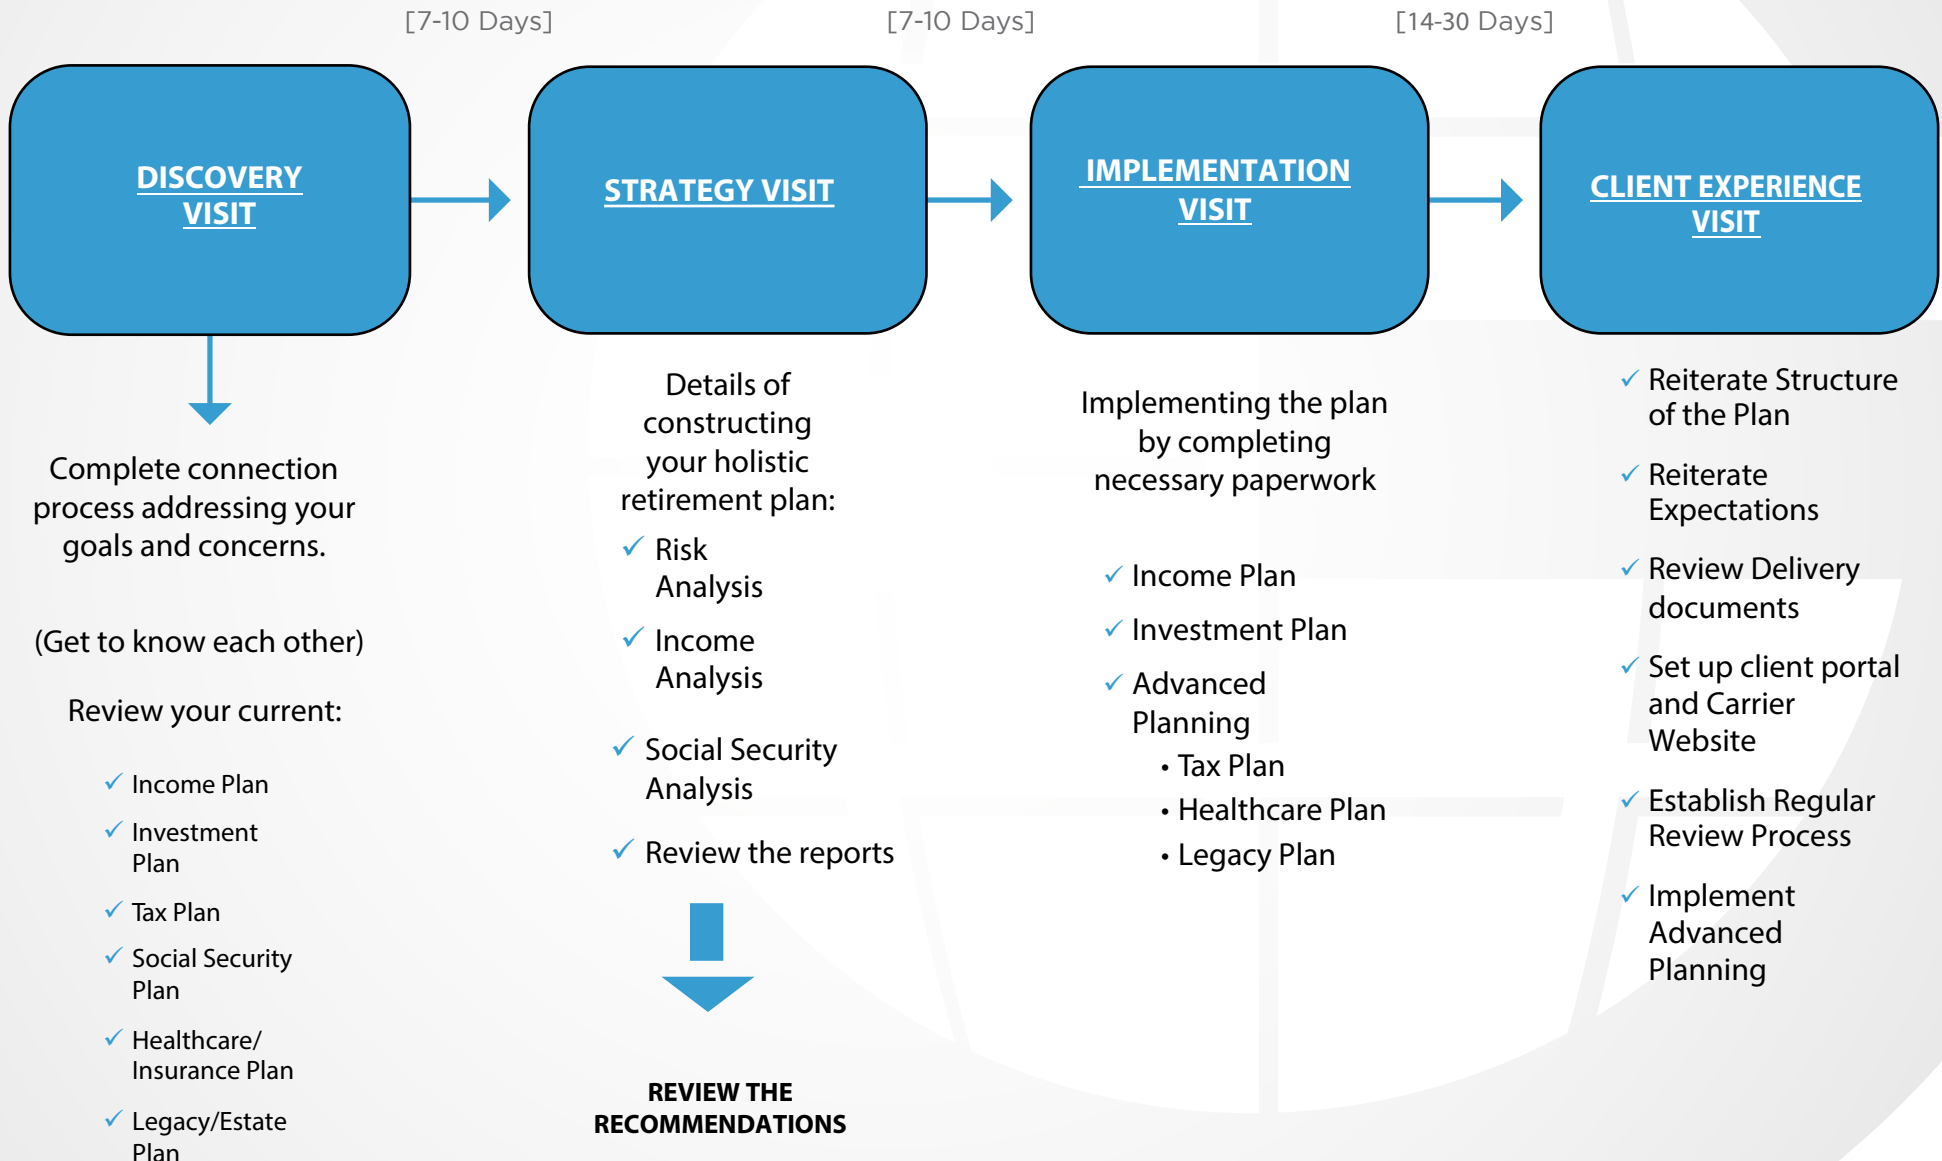 [7-10 Days]
[7-10 Days]
[14-30 Days]
DISCOVERY
VISIT
STRATEGY VISIT
IMPLEMENTATION
VISIT
CLIENT EXPERIENCE
VISIT
Complete connection
process addressing your
goals and concerns.
(Get to know each other)
Review your current:
✓ Income Plan
✓ Investment
Plan
✓ Tax Plan
✓ Social Security
Plan
✓ Healthcare/
Insurance Plan
✓ Legacy/Estate
Plan
Details of
constructing
your holistic
retirement plan:
✓ Risk
Analysis
✓ Income
Analysis
✓ Social Security
Analysis
✓ Review the reports
REVIEW THE
RECOMMENDATIONS
Implementing the plan
by completing
necessary paperwork
✓ Income Plan
✓ Investment Plan
✓ Advanced
Planning
• Tax Plan
• Healthcare Plan
• Legacy Plan
✓ Reiterate Structure
of the Plan
✓ Reiterate
Expectations
✓ Review Delivery
documents
✓ Set up client portal
and Carrier
Website
✓ Establish Regular
Review Process
✓ Implement
Advanced
Planning